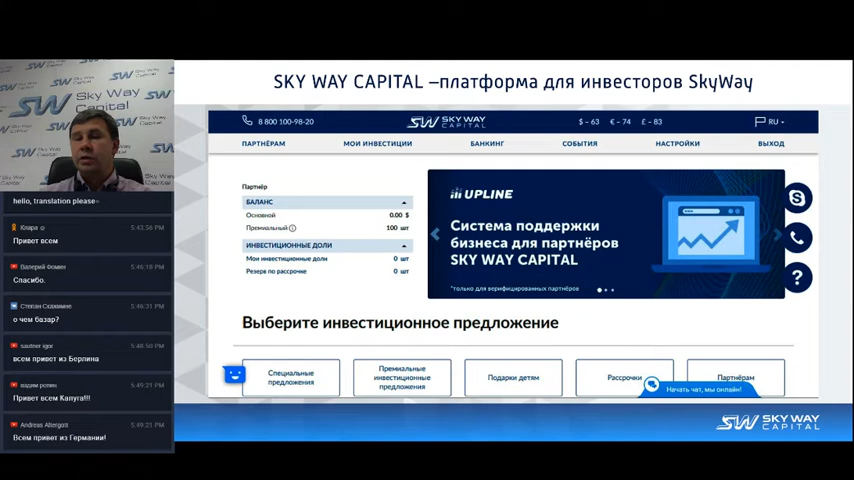 SKY WAY CAPITAL –платформа для инвесторов SkyWay
Sky Way
Capital
hello, translation please
Клара 5:43:56 PM
Привет всем
Валерий Фомин 5:46:18 PM
Спасибо.
Степан Скахимне 5:46:31 PM
о чем базар?
sautner igor 5:48:50 PM
всем привет из Берлина
вадим ропин 5:49:21 PM
Привет всем Капуга!!!
Andreas Altergott 5:49:21 PM
Всем привет из Германии!
8 800 100-98-20
SW SKY WAY
CAPITAL
$ – 63 € – 74 £ – 83
RU
ПАРТНЁРАМ МОИ ИНВЕСТИЦИИ БАНКИНГ СОБЫТИЯ НАСТРОЙКИ ВЫХОД
Партнёр
БАЛАНС
Основной 0.00 $
Премиальный 100 шт
ИНВЕСТИЦИОННЫЕ ДОЛИ
Мои инвестиционные доли 0 шт
Резерв по рассрочке 0 шт
UPLINE
Система поддержки
бизнеса для партнёров
SKY WAY CAPITAL
*только для верифицированных партнёров
?
Выберите инвестиционное предложение
Специальные
предложения
Премиальные
инвестиционные
предложения
Подарки детям
Рассрочки
Партнёрам
Начать чат, мы онлайн!
SW SKY WAY
CAPITAL